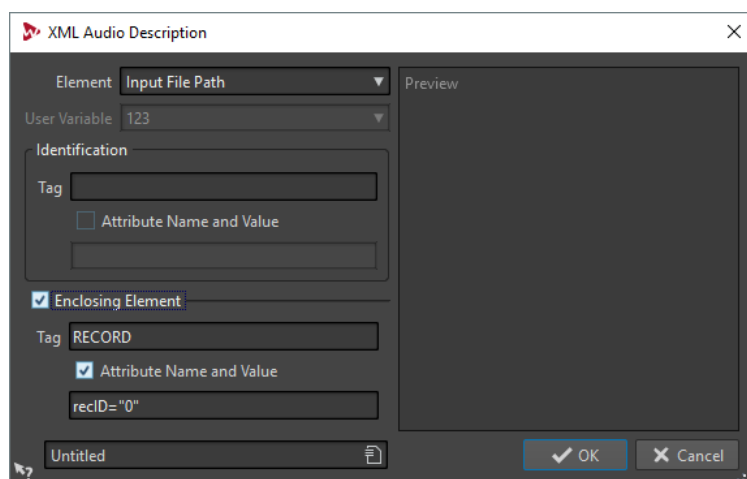 XML Audio Description
Element Input File Path
User Variable 123
Identification
Tag
Attribute Name and Value
Enclosing Element
Tag RECORD
Attribute Name and Value
recID="0"
Untitled
Preview
OK
Cancel